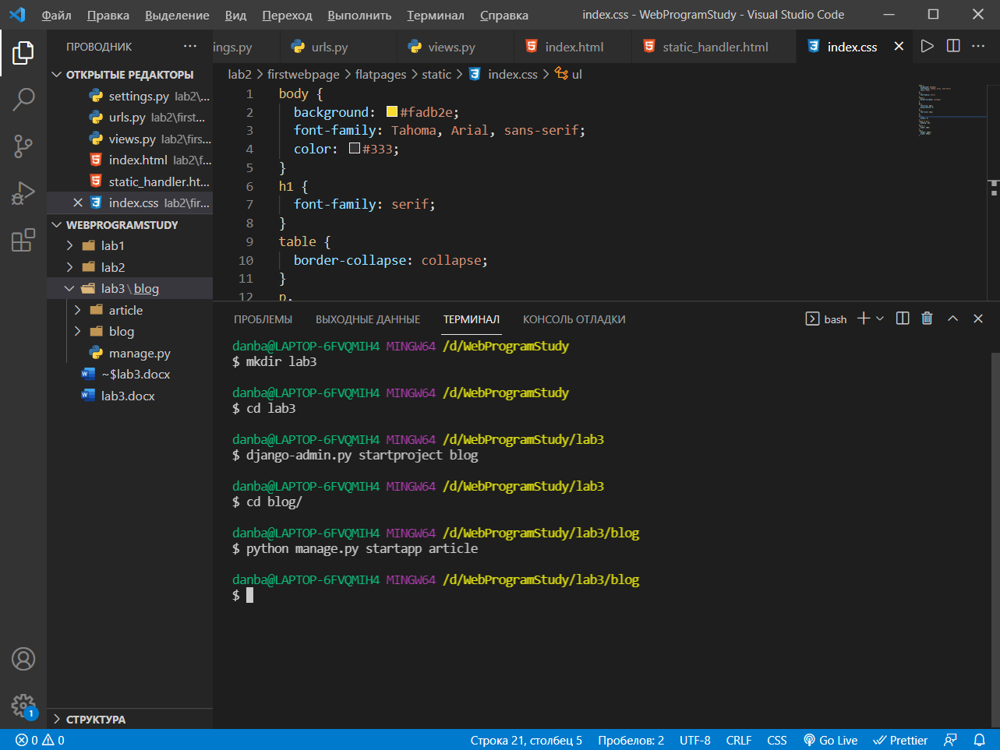 Файл Правка Выделение Вид Переход Выполнить Терминал Справка index.css - WebProgramStudy - Visual Studio Code
ПРОВОДНИК ···
ings.py urls.py views.py index.html static_handler.html index.css
ОТКРЫТЫЕ РЕДАКТОРЫ
settings.py lab2\...
urls.py lab2\first...
views.py lab2\firs...
index.html lab2\f...
static_handler.ht...
index.css lab2\fir...
WEBPROGRAMSTUDY
lab1
lab2
lab3\blog
article
blog
manage.py
~$lab3.docx
lab3.docx
СТРУКТУРА
lab2 > firstwebpage > flatpages > static > index.css > ul
1 body {
2 background: #fadb2e;
3 font-family: Tahoma, Arial, sans-serif;
4 color: #333;
5 }
6 h1 {
7 font-family: serif;
8 }
9 table {
10 border-collapse: collapse;
11 }
12 p,
ПРОБЛЕМЫ ВЫХОДНЫЕ ДАННЫЕ ТЕРМИНАЛ КОНСОЛЬ ОТЛАДКИ bash
danba@LAPTOP-6FVQMIH4 MINGW64 /d/WebProgramStudy
$ mkdir lab3
danba@LAPTOP-6FVQMIH4 MINGW64 /d/WebProgramStudy
$ cd lab3
danba@LAPTOP-6FVQMIH4 MINGW64 /d/WebProgramStudy/lab3
$ django-admin.py startproject blog
danba@LAPTOP-6FVQMIH4 MINGW64 /d/WebProgramStudy/lab3
$ cd blog/
danba@LAPTOP-6FVQMIH4 MINGW64 /d/WebProgramStudy/lab3/blog
$ python manage.py startapp article
danba@LAPTOP-6FVQMIH4 MINGW64 /d/WebProgramStudy/lab3/blog
$
1
0 0 Строка 21, столбец 5 Пробелов: 2 UTF-8 CRLF CSS Go Live Prettier